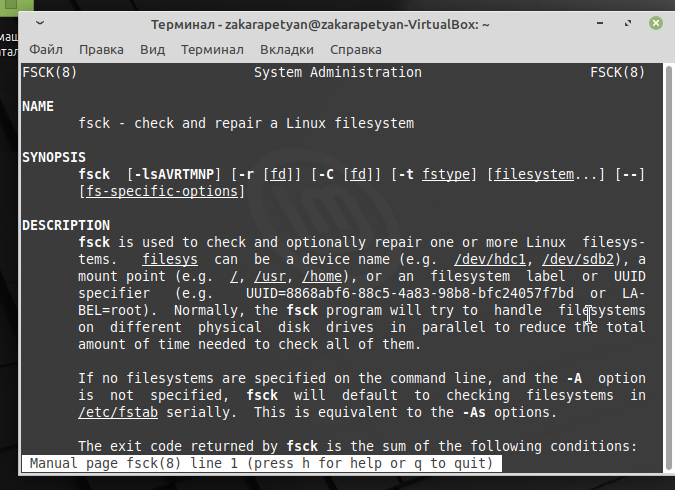 маш
тал
Терминал - zakarapetyan@zakarapetyan-VirtualBox: ~
Файл Правка Вид Терминал Вкладки Справка
FSCK(8) System Administration FSCK(8)
NAME
fsck - check and repair a Linux filesystem
SYNOPSIS
fsck [-lsAVRTMNP] [-r [fd]] [-C [fd]] [-t fstype] [filesystem...] [--]
[fs-specific-options]
DESCRIPTION
fsck is used to check and optionally repair one or more Linux filesys-
tems. filesys can be a device name (e.g. /dev/hdc1, /dev/sdb2), a
mount point (e.g. /, /usr, /home), or an filesystem label or UUID
specifier (e.g. UUID=8868abf6-88c5-4a83-98b8-bfc24057f7bd or LA-
BEL=root). Normally, the fsck program will try to handle filesystems
on different physical disk drives in parallel to reduce the total
amount of time needed to check all of them.
If no filesystems are specified on the command line, and the -A option
is not specified, fsck will default to checking filesystems in
/etc/fstab serially. This is equivalent to the -As options.
The exit code returned by fsck is the sum of the following conditions:
Manual page fsck(8) line 1 (press h for help or q to quit)